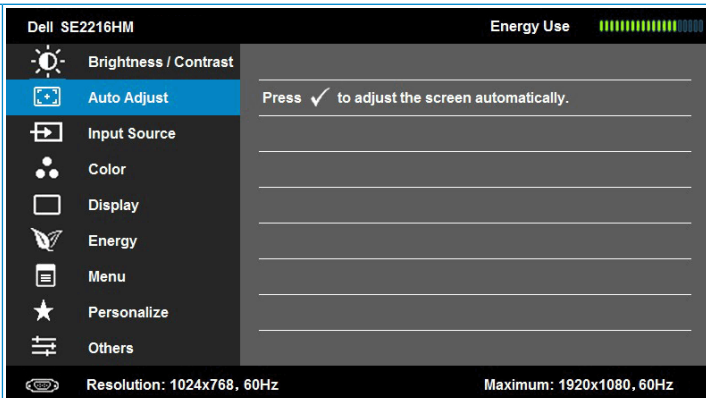 Dell SE2216HM Energy Use
Brightness / Contrast
Auto Adjust Press ✓ to adjust the screen automatically.
Input Source
Color
Display
Energy
Menu
Personalize
Others
Resolution: 1024x768, 60Hz Maximum: 1920x1080, 60Hz